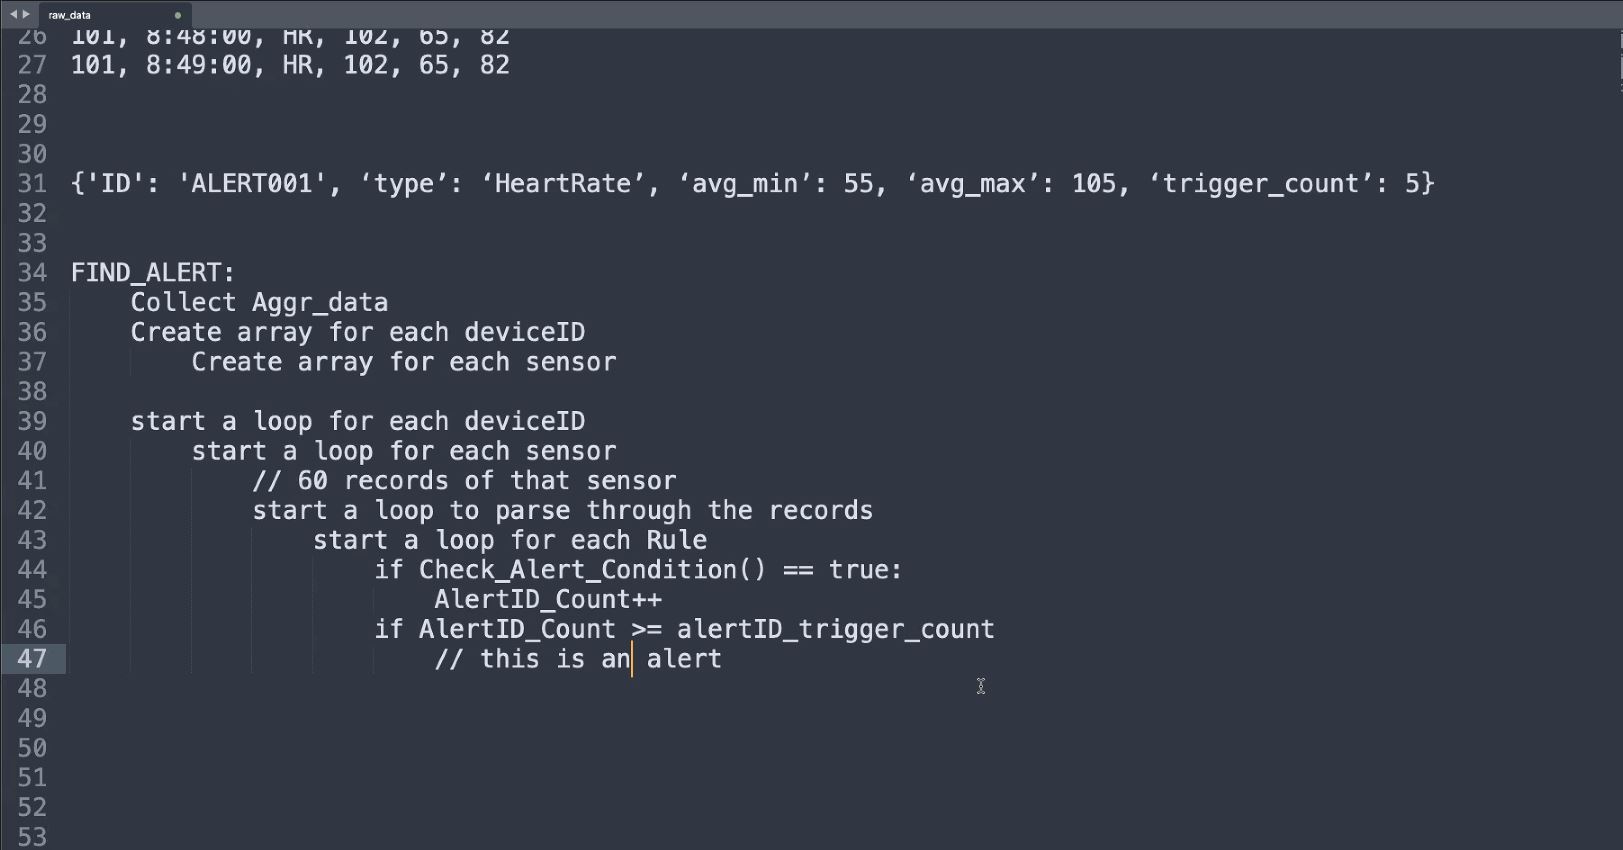 raw_data
26 101, 8:48:00, HR, 102, 65, 82
27 101, 8:49:00, HR, 102, 65, 82
28
29
30
31 {'ID': 'ALERT001', ‘type’: ‘HeartRate’, ‘avg_min’: 55, ‘avg_max’: 105, ‘trigger_count’: 5}
32
33
34 FIND_ALERT:
35 Collect Aggr_data
36 Create array for each deviceID
37 Create array for each sensor
38
39 start a loop for each deviceID
40 start a loop for each sensor
41 // 60 records of that sensor
42 start a loop to parse through the records
43 start a loop for each Rule
44 if Check_Alert_Condition() == true:
45 AlertID_Count++
46 if AlertID_Count >= alertID_trigger_count
47 // this is an alert
48
49
50
51
52
53